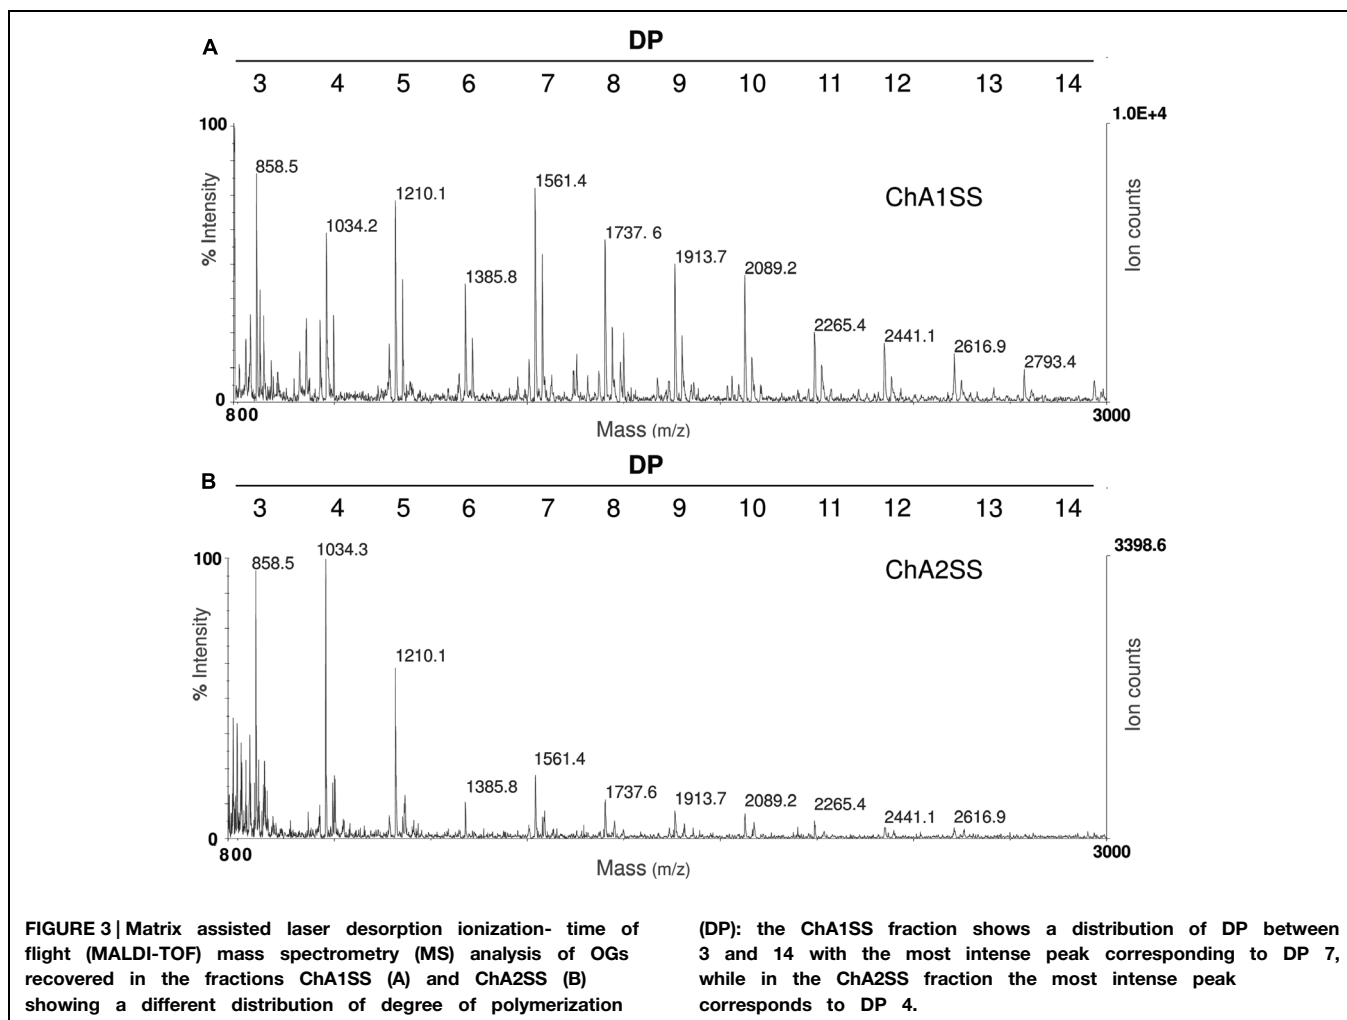 A
DP
3 4 5 6 7 8 9 10 11 12 13 14
100
1.0E+4
858.5
1034.2
1210.1
1385.8
1561.4
1737. 6
1913.7
2089.2
2265.4
2441.1
2616.9
2793.4
ChA1SS
% Intensity
Ion counts
0
800
3000
Mass (m/z)
B
DP
3 4 5 6 7 8 9 10 11 12 13 14
100
3398.6
858.5
1034.3
1210.1
1385.8
1561.4
1737.6
1913.7
2089.2
2265.4
2441.1
2616.9
ChA2SS
% Intensity
Ion counts
0
800
3000
Mass (m/z)
FIGURE 3 | Matrix assisted laser desorption ionization- time of
flight (MALDI-TOF) mass spectrometry (MS) analysis of OGs
recovered in the fractions ChA1SS (A) and ChA2SS (B)
showing a different distribution of degree of polymerization
(DP): the ChA1SS fraction shows a distribution of DP between
3 and 14 with the most intense peak corresponding to DP 7,
while in the ChA2SS fraction the most intense peak
corresponds to DP 4.